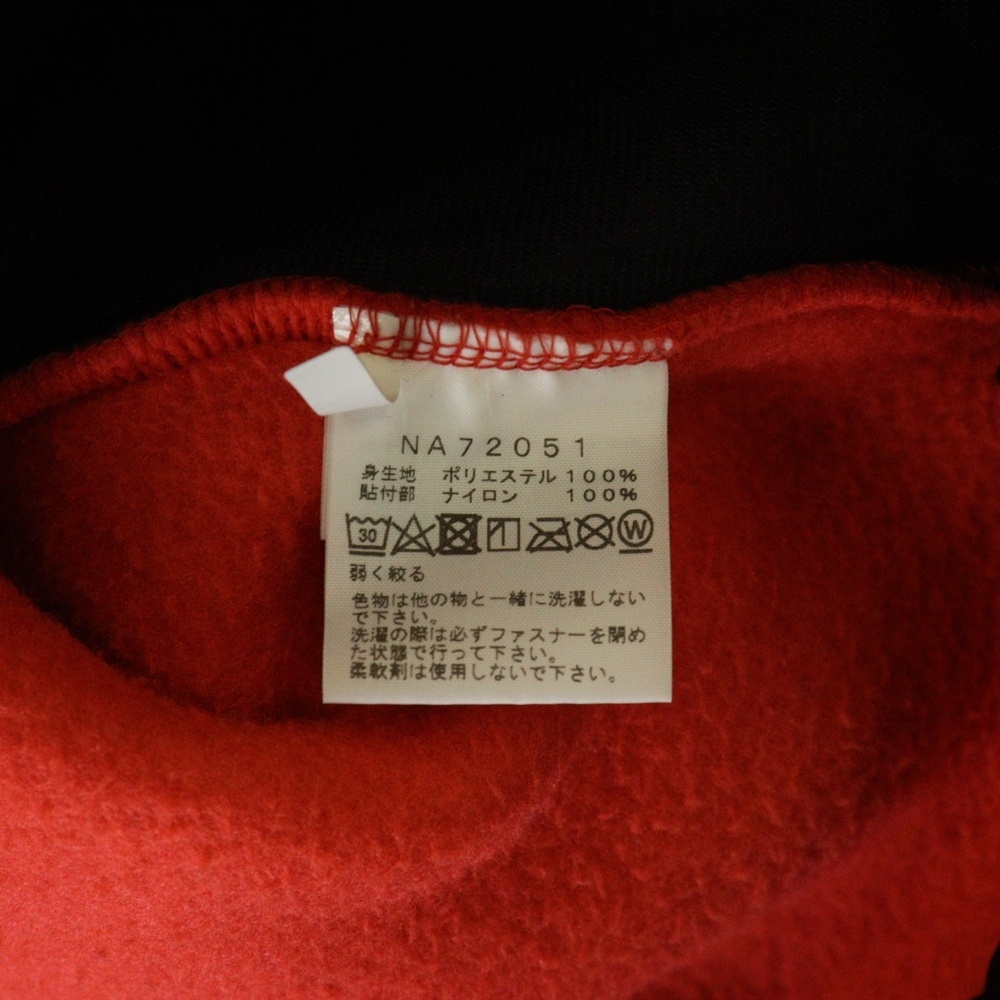 NA72051
身生地 ポリエステル 100%
貼付部 ナイロン 100%
30 W
弱く絞る
色物は他の物と一緒に洗濯しない
で下さい。
洗濯の際は必ずファスナーを閉め
た状態で行って下さい。
柔軟剤は使用しないで下さい。